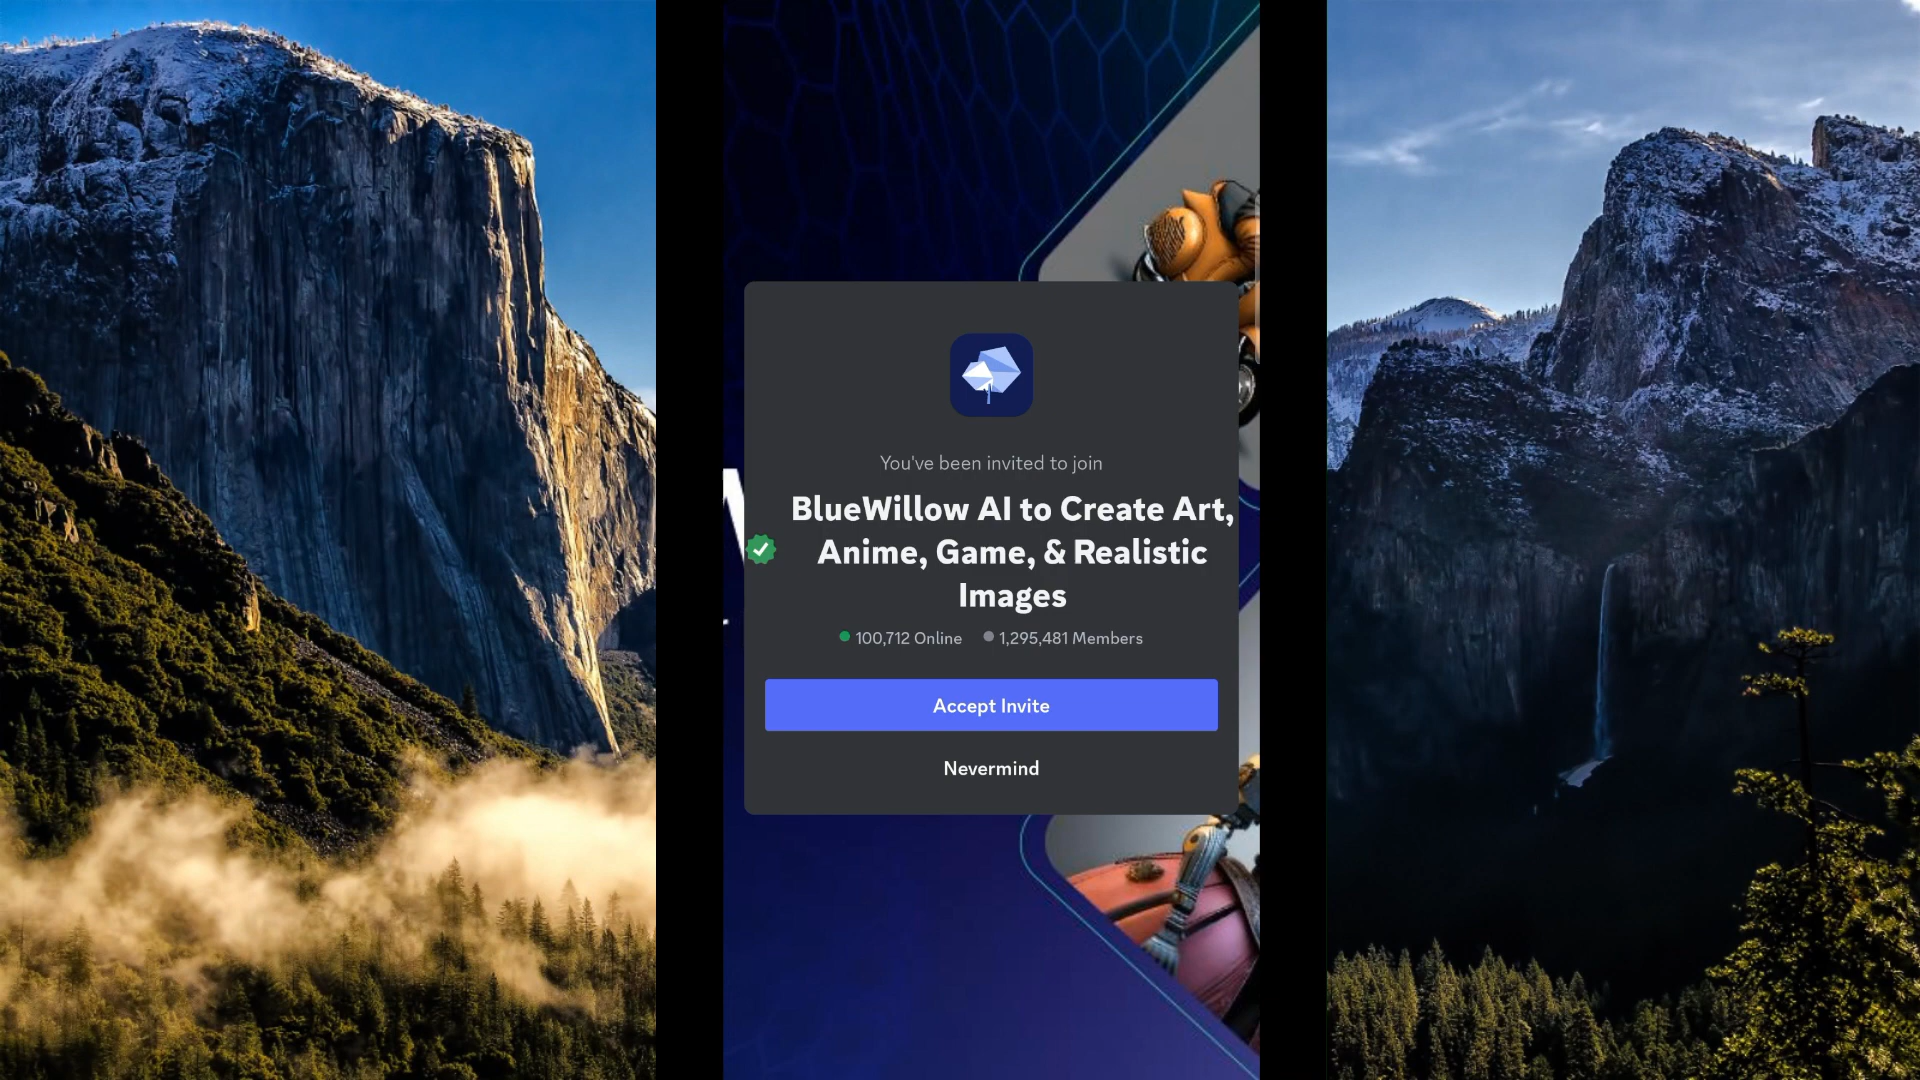 You've been invited to join
BlueWillow AI to Create Art,
Anime, Game, & Realistic
Images
100,712 Online 1,295,481 Members
Accept Invite
Nevermind